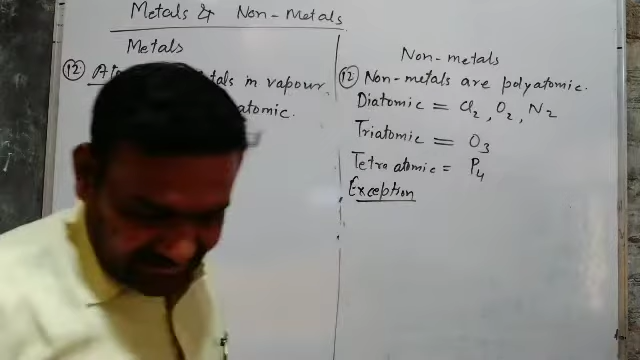 Metals & Non-Metals
Metals
(12) in vapour
atomic.
Non-metals
(12) Non-metals are polyatomic.
Diatomic = Cl₂, O₂, N₂
Triatomic = O₃
Tetra atomic = P₄
Exception